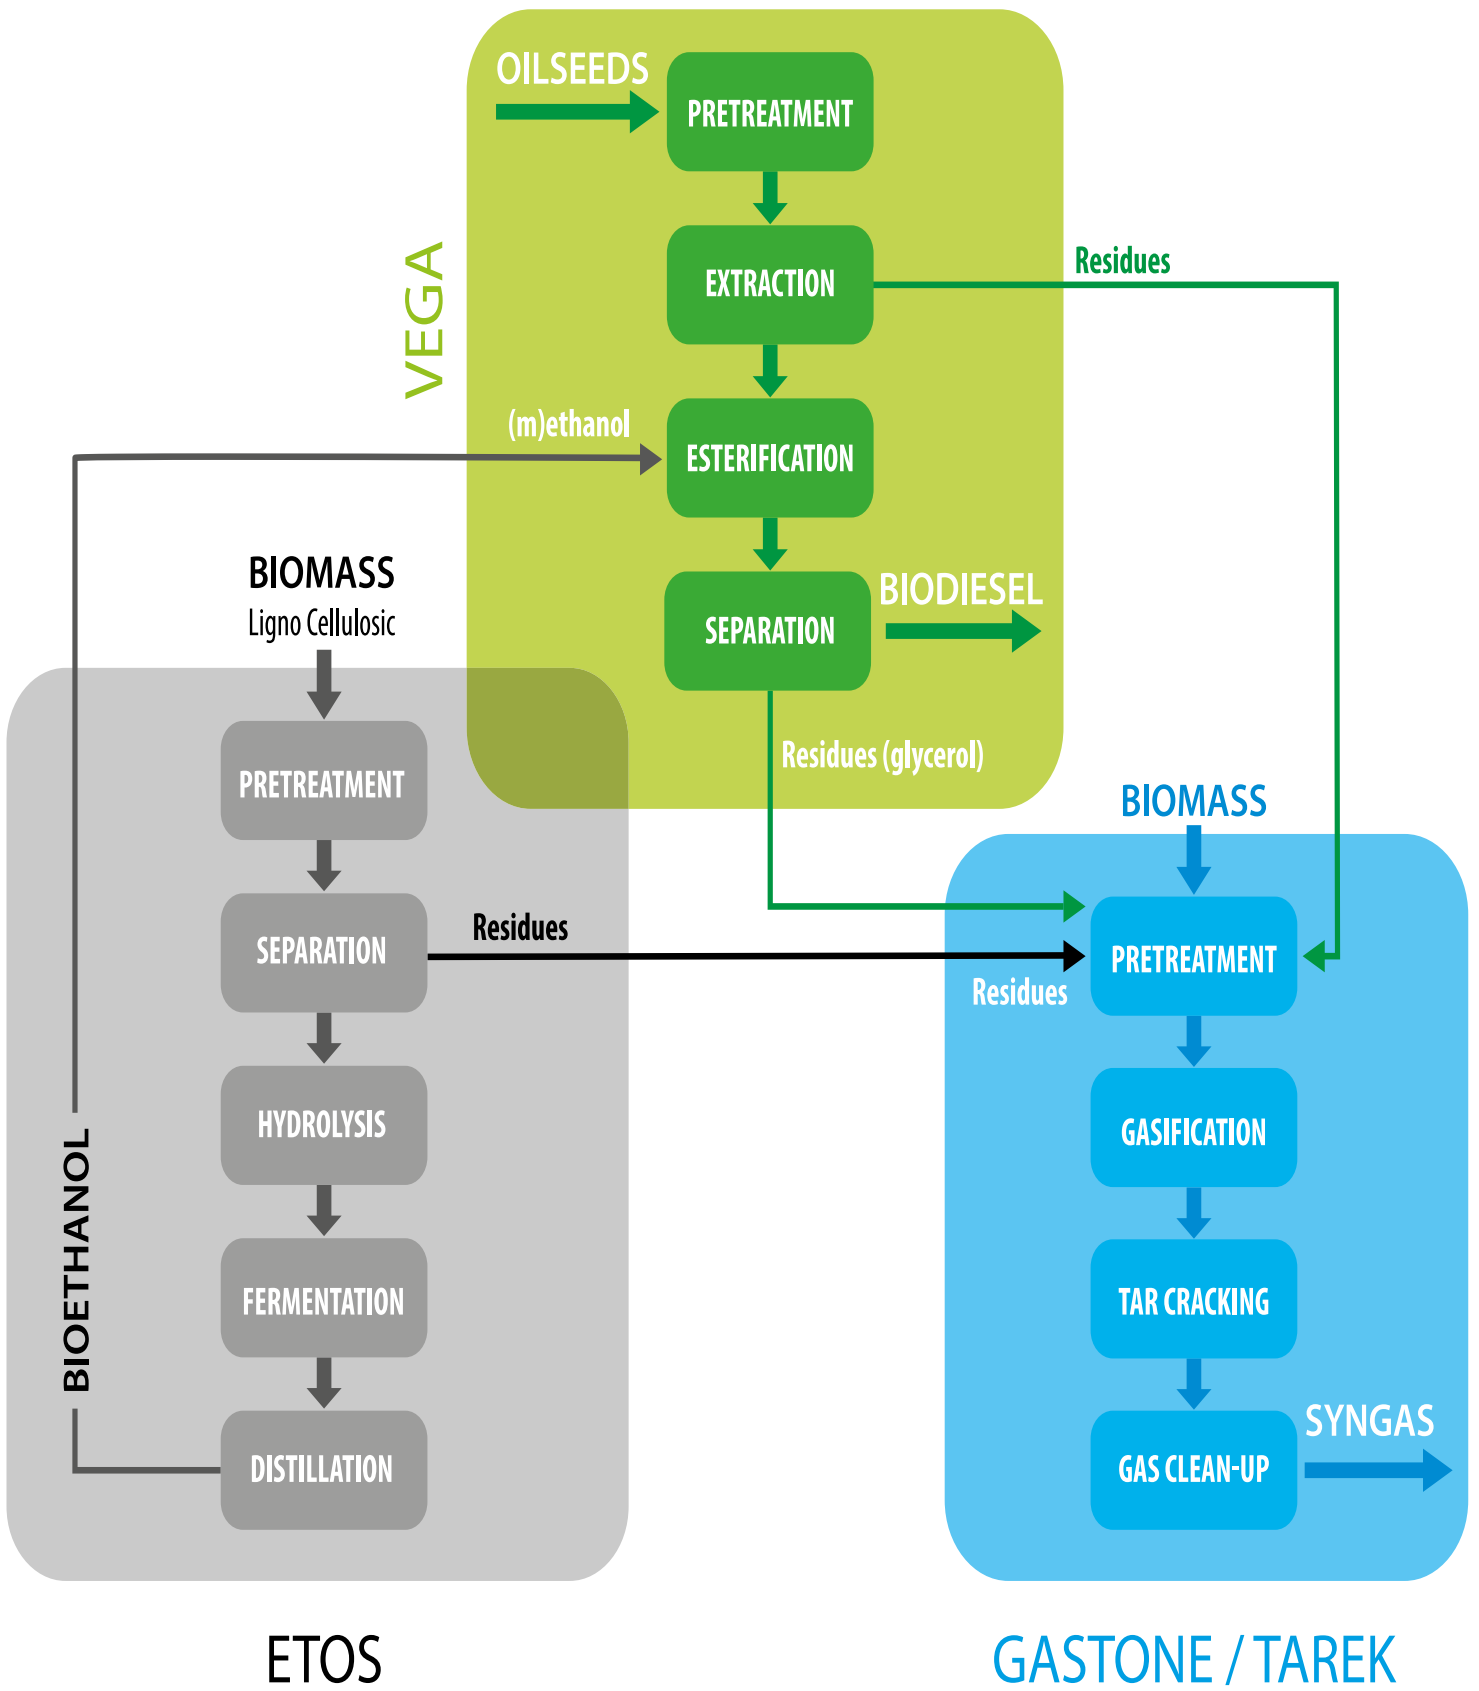 OILSEEDS
PRETREATMENT
EXTRACTION
Residues
VEGA
(m)ethanol
ESTERIFICATION
SEPARATION
BIODIESEL
Residues (glycerol)
BIOMASS
Ligno Cellulosic
PRETREATMENT
SEPARATION
Residues
HYDROLYSIS
FERMENTATION
DISTILLATION
BIOETHANOL
ETOS
BIOMASS
PRETREATMENT
Residues
GASIFICATION
TAR CRACKING
GAS CLEAN-UP
SYNGAS
GASTONE / TAREK